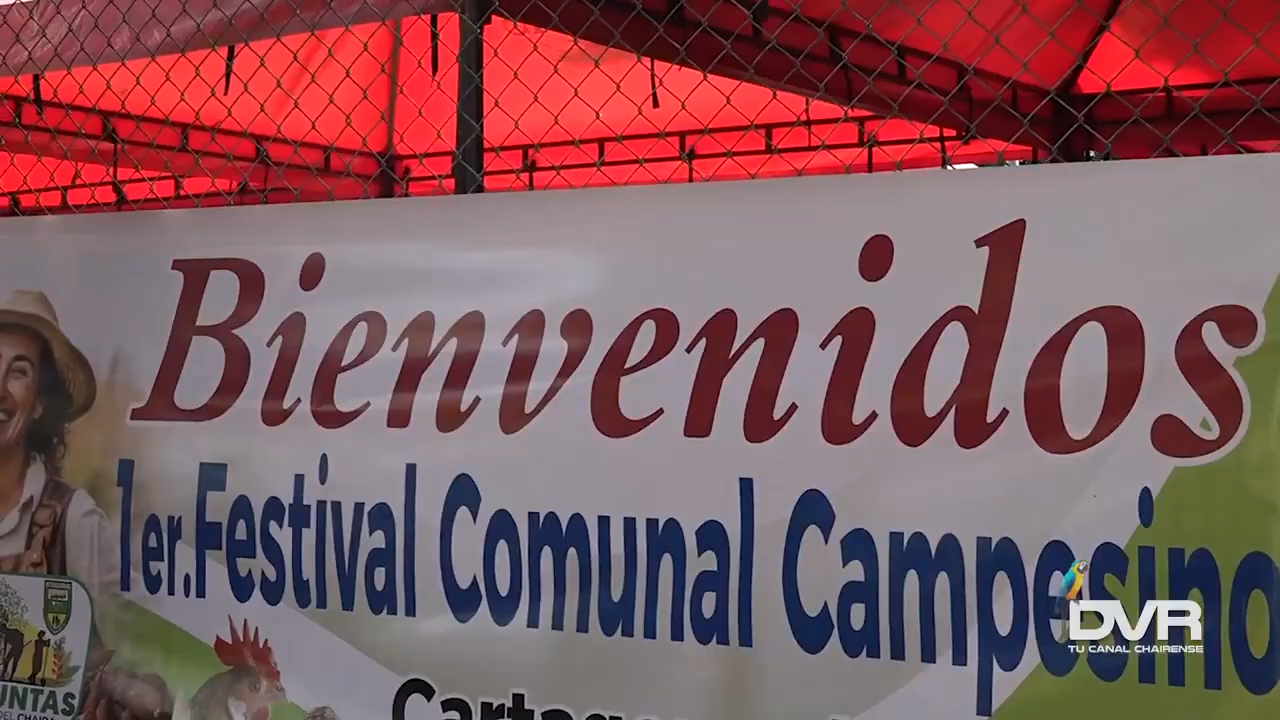 Bienvenidos
1er. Festival Comunal Campesino
DVR
TU CANAL CHAIRENSE